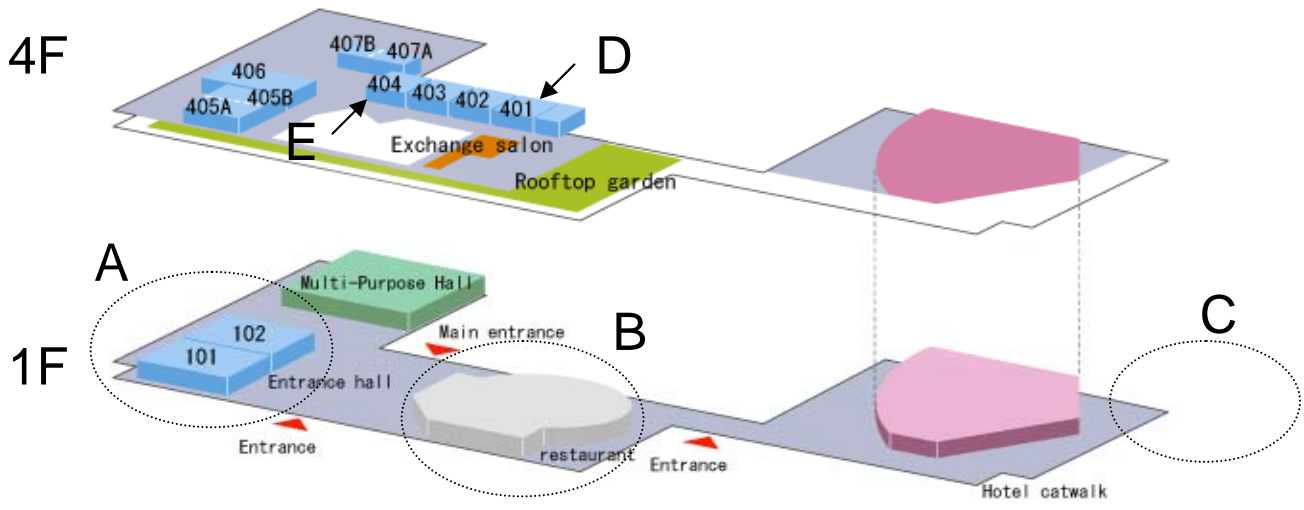 4F
407B
407A
D
406
404
403
402
401
405A
405B
E
Exchange salon
Rooftop garden
A
Multi-Purpose Hall
C
B
Main entrance
102
101
1F
Entrance hall
Entrance
restaurant
Entrance
Hotel catwalk